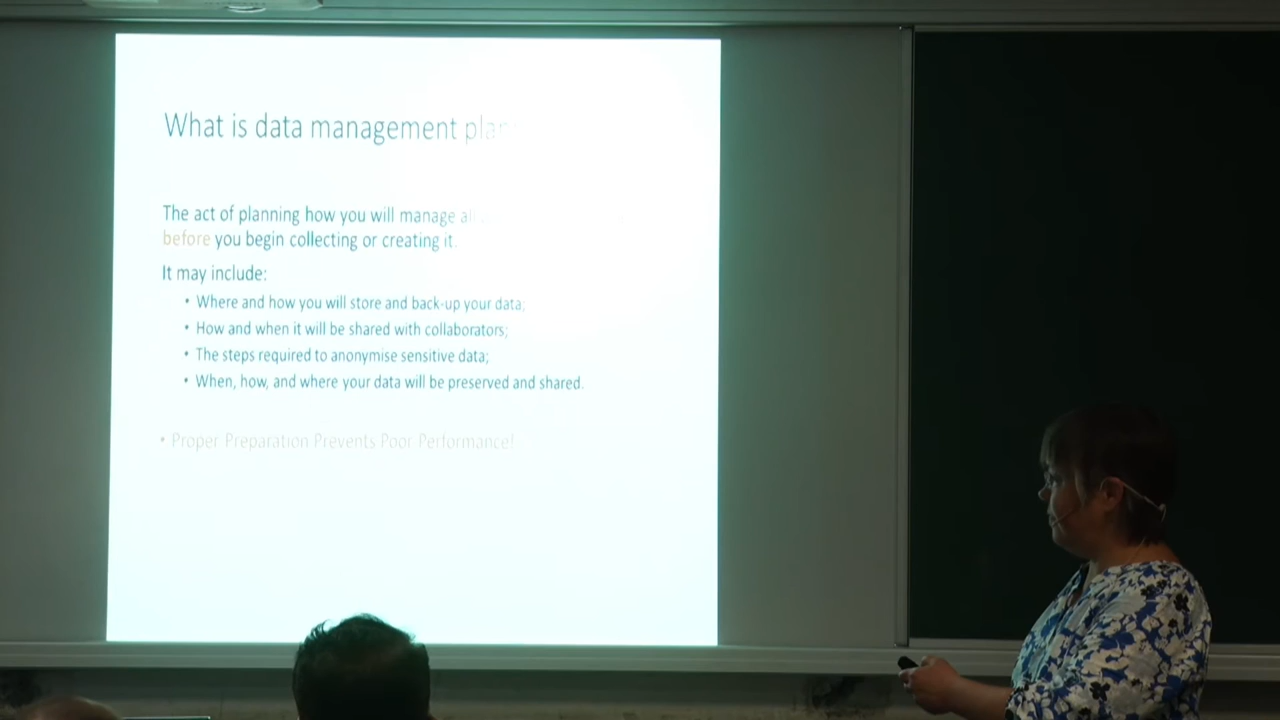 What is data management
The act of planning how you will manage all
before you begin collecting or creating it.
It may include:
• Where and how you will store and back-up your data;
• How and when it will be shared with collaborators;
• The steps required to anonymise sensitive data;
• When, how, and where your data will be preserved and shared.
• Proper Preparation Prevents Poor Performance!